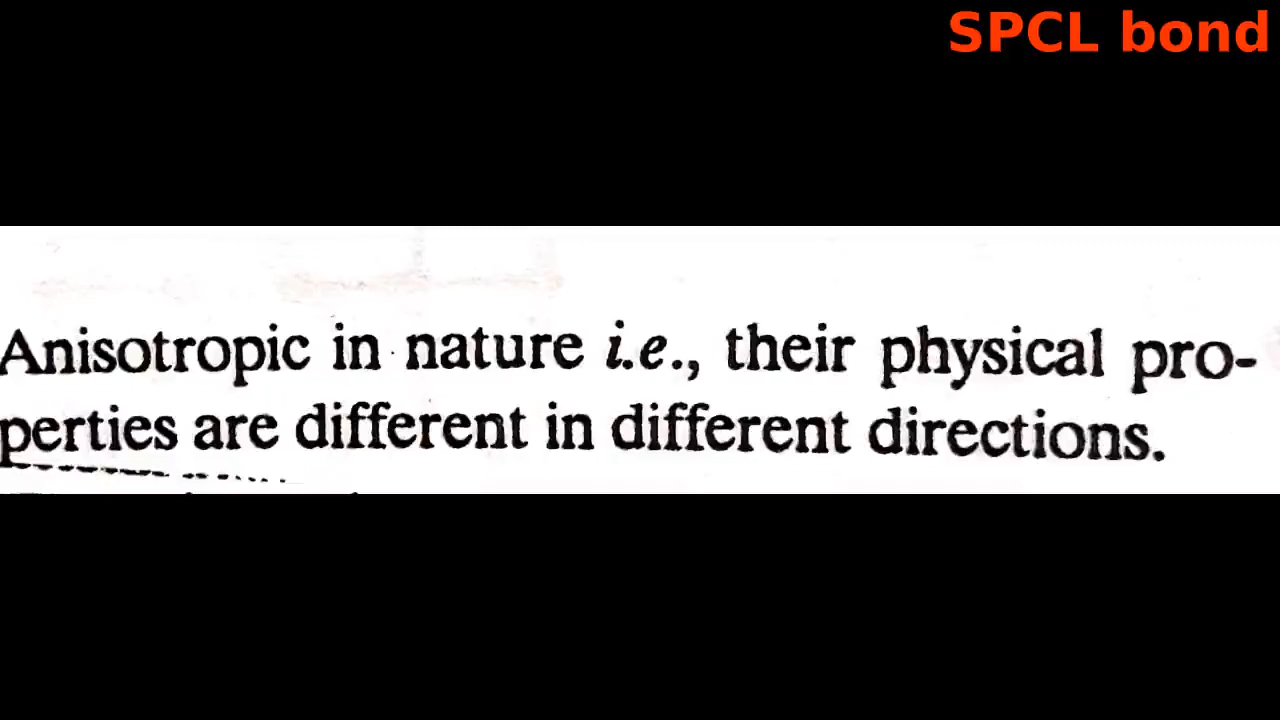 SPCL bond
Anisotropic in nature i.e., their physical pro-
perties are different in different directions.